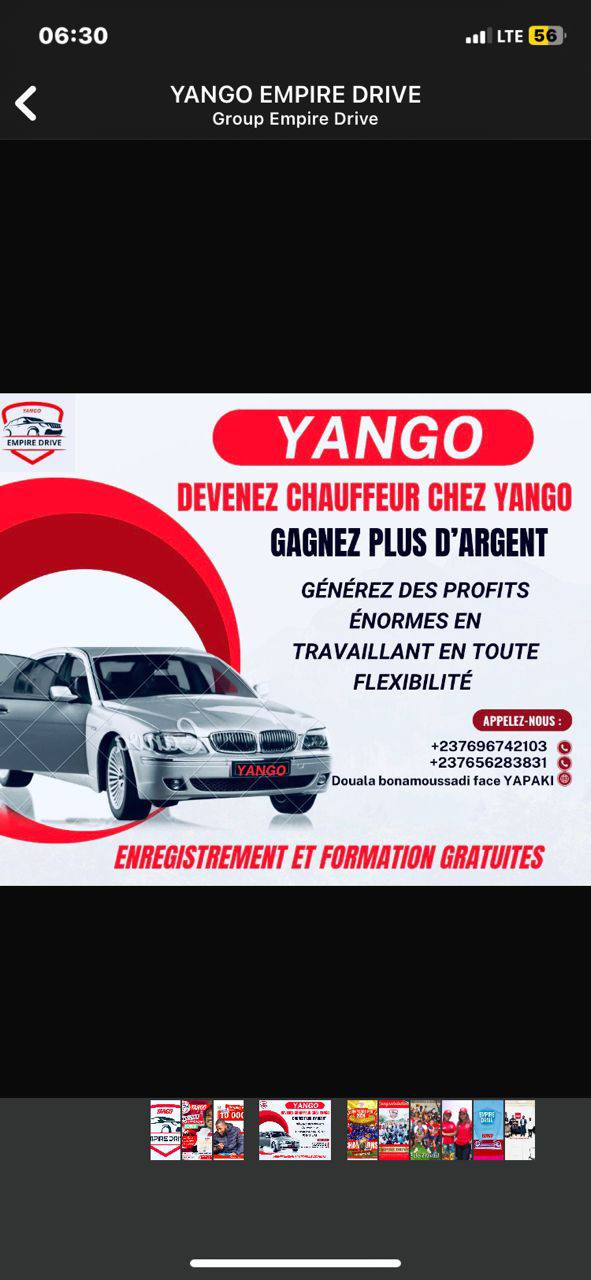 06:30
LTE 56
YANGO EMPIRE DRIVE
Group Empire Drive
YANGO
EMPIRE DRIVE
YANGO
DEVENEZ CHAUFFEUR CHEZ YANGO
GAGNEZ PLUS D'ARGENT
GÉNÉREZ DES PROFITS
ÉNORMES EN
TRAVAILLANT EN TOUTE
FLEXIBILITÉ
APPELEZ-NOUS :
+237696742103
+237656283831
Douala bonamoussadi face YAPAKI
YANGO
ENREGISTREMENT ET FORMATION GRATUITES